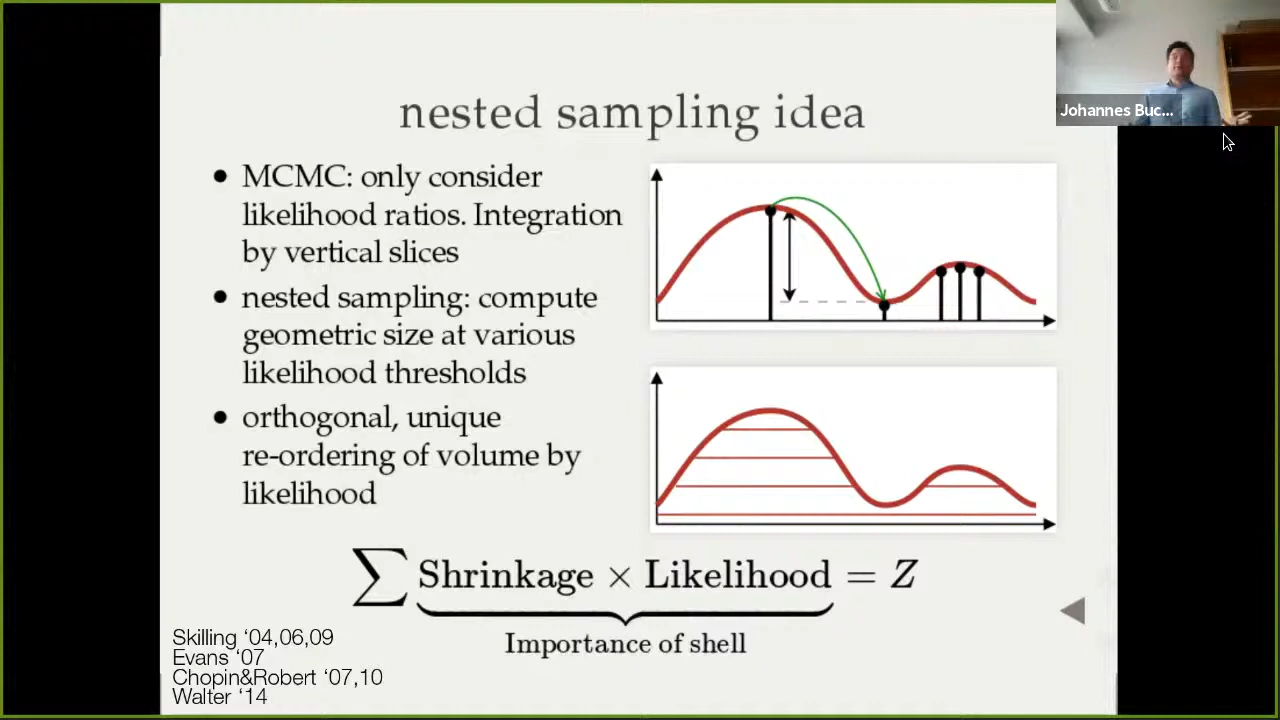 nested sampling idea
• MCMC: only consider
likelihood ratios. Integration
by vertical slices
• nested sampling: compute
geometric size at various
likelihood thresholds
• orthogonal, unique
re-ordering of volume by
likelihood
∑ Shrinkage × Likelihood = Z
Importance of shell
Skilling ‘04,06,09
Evans ‘07
Chopin&Robert ‘07,10
Walter ‘14
Johannes Buc...